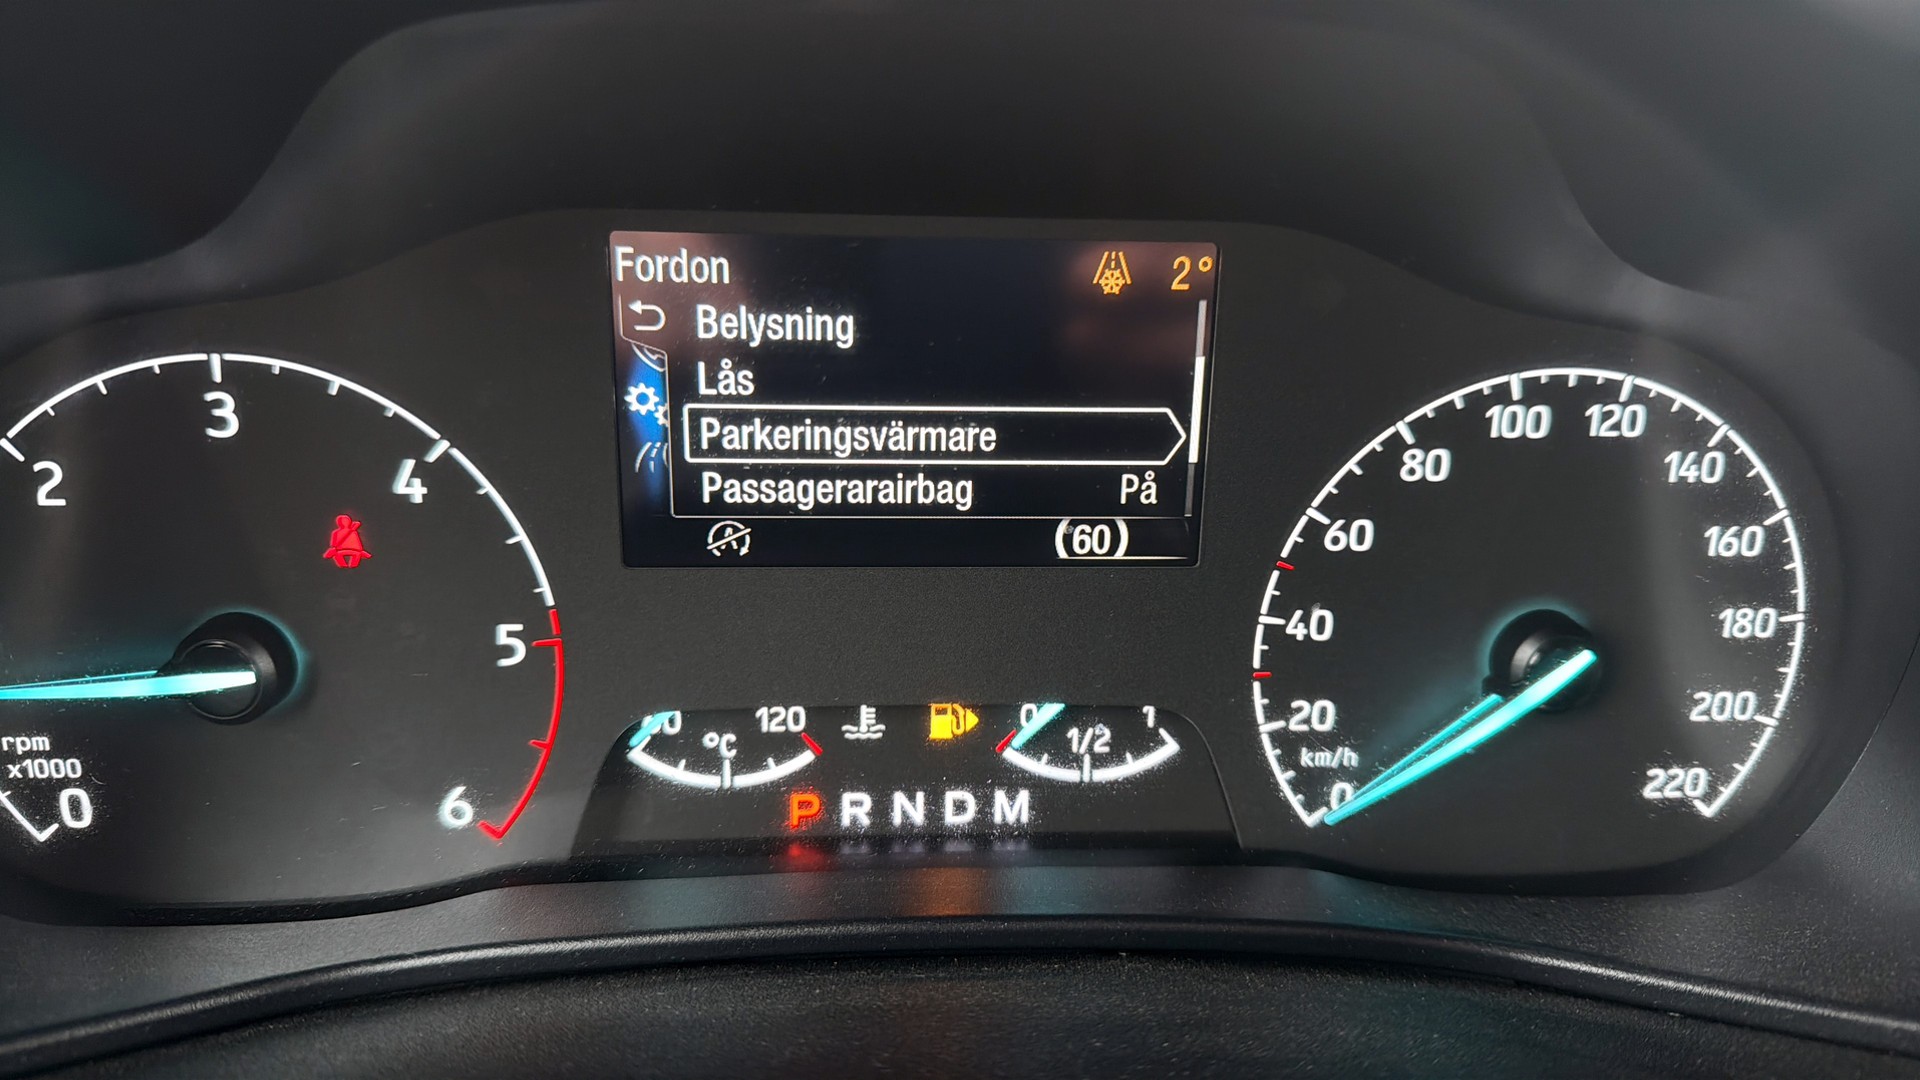 Fordon
2°
Belysning
Lås
Parkeringsvärmare
Passagerarairbag På
A
(60)
2
3
4
5
6
0
rpm
x1000
°C
120
0
1/2
1
P R N D M
0
20
40
60
80
100
120
140
160
180
200
220
km/h